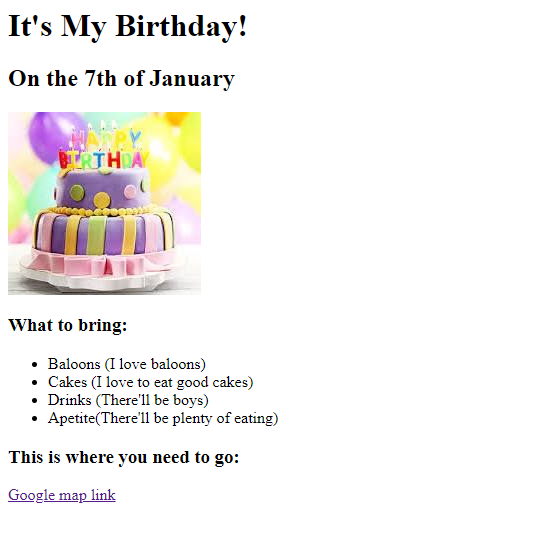 It's My Birthday!
On the 7th of January
HAPPY
BIRTHDAY
What to bring:
Baloons (I love baloons)
Cakes (I love to eat good cakes)
Drinks (There'll be boys)
Apetite(There'll be plenty of eating)
This is where you need to go:
Google map link